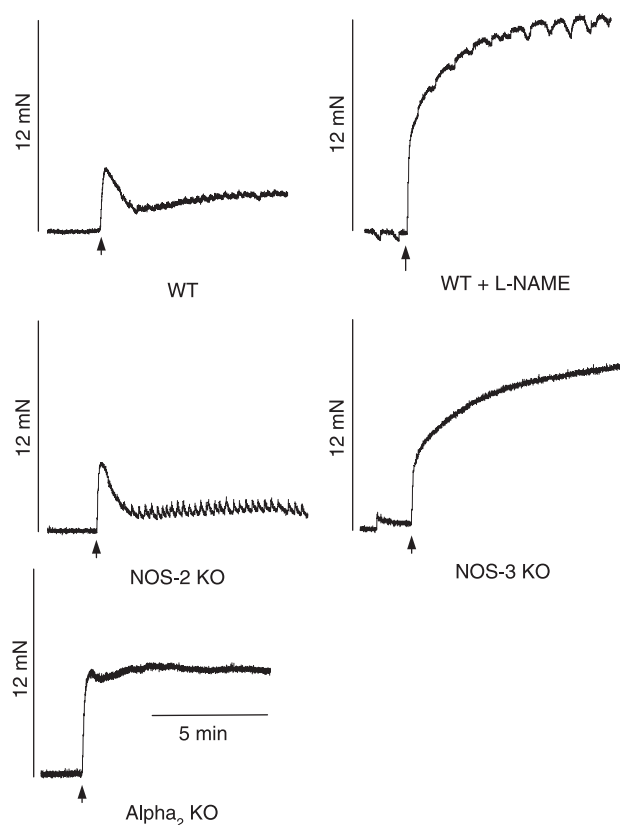 12 mN
WT
12 mN
WT + L-NAME
12 mN
NOS-2 KO
12 mN
NOS-3 KO
12 mN
5 min
Alpha₂ KO